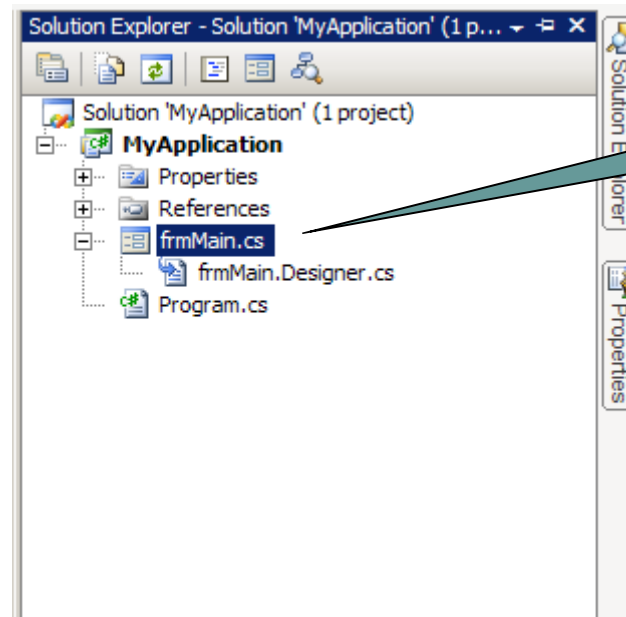 Solution Explorer - Solution 'MyApplication' (1 p...
Solution 'MyApplication' (1 project)
C# MyApplication
Properties
References
frmMain.cs
frmMain.Designer.cs
C# Program.cs
Solution Explorer
Properties